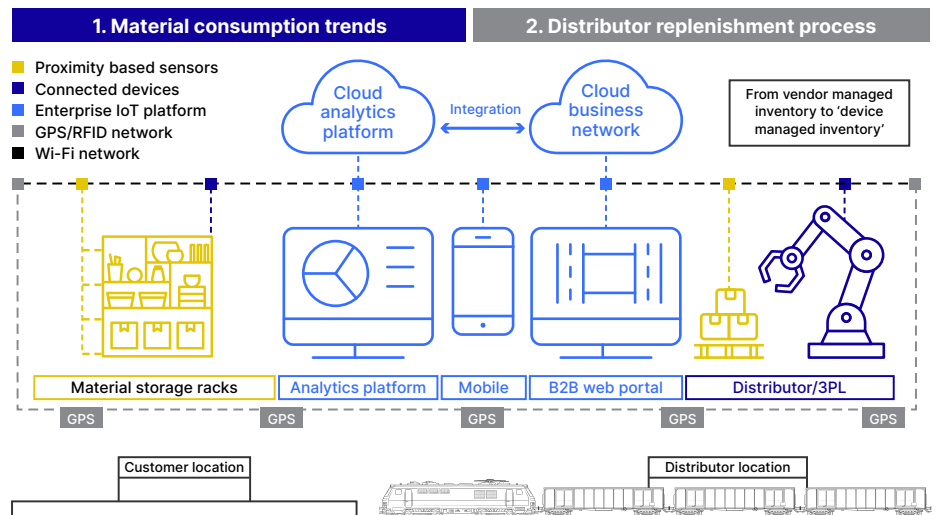 1. Material consumption trends
2. Distributor replenishment process
Proximity based sensors
Connected devices
Enterprise IoT platform
GPS/RFID network
Wi-Fi network
Cloud
analytics
platform
Integration
Cloud
business
network
From vendor managed
inventory to ‘device
managed inventory’
Material storage racks
Analytics platform
Mobile
B2B web portal
Distributor/3PL
GPS
GPS
GPS
GPS
GPS
Customer location
Distributor location